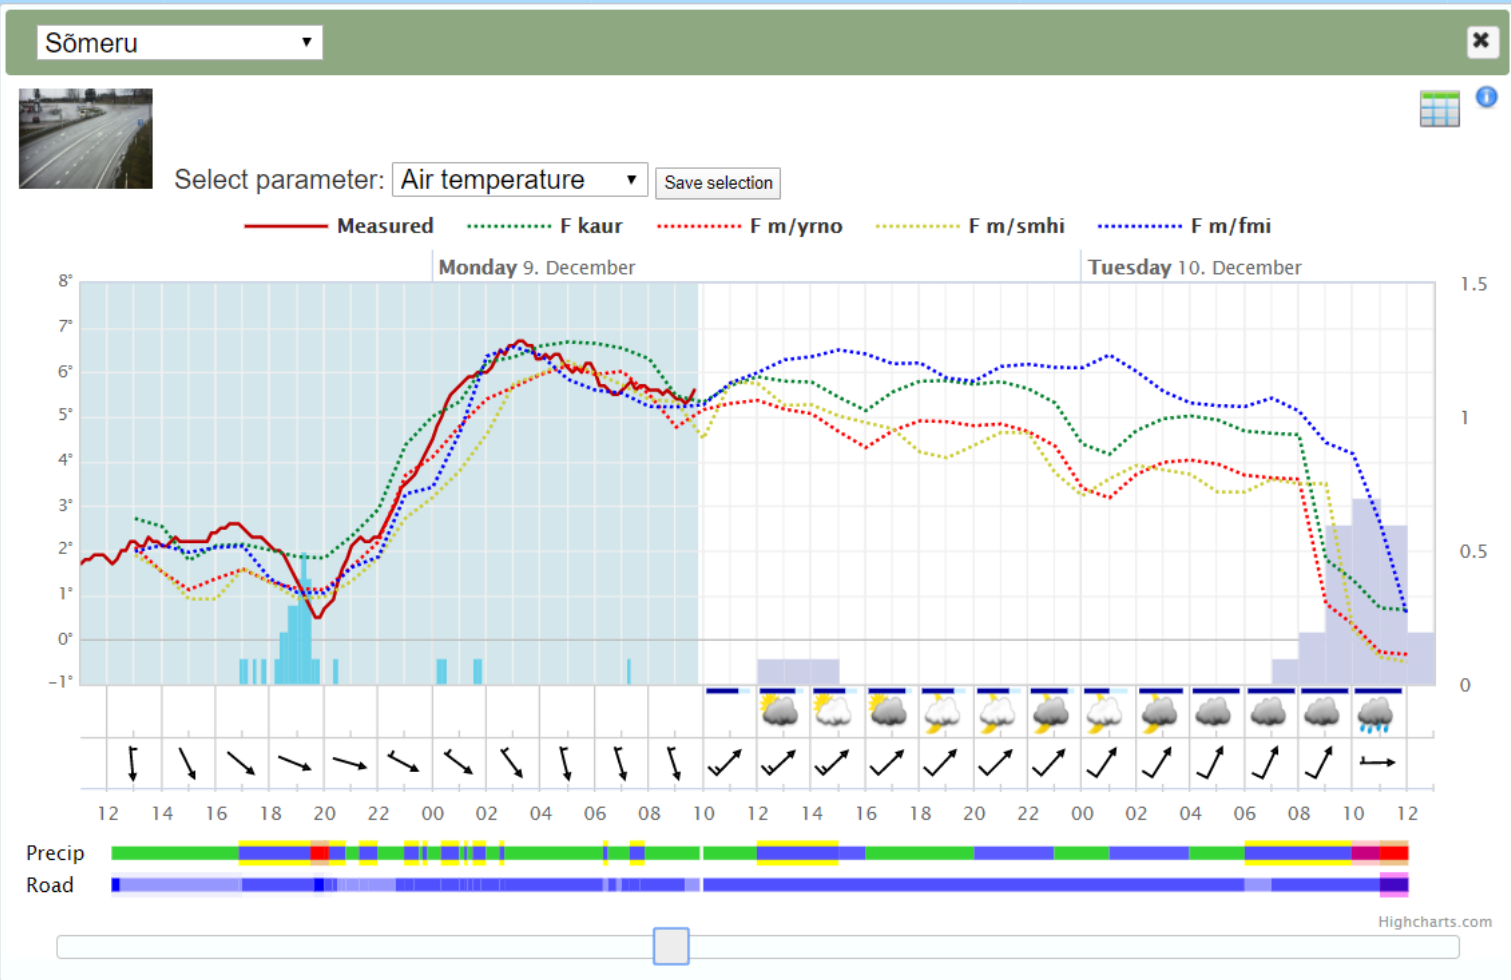 Sõmeru
Select parameter: Air temperature Save selection
Measured F kaur F m/yrno F m/smhi F m/fmi
Monday 9. December Tuesday 10. December
8° 1.5
7°
6°
5° 1
4°
3°
2° 0.5
1°
0°
−1° 0
12 14 16 18 20 22 00 02 04 06 08 10 12 14 16 18 20 22 00 02 04 06 08 10 12
Precip
Road
Highcharts.com